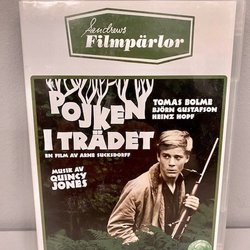 Sandrews
Filmpärlor
POJKEN
I TRÄDET
TOMAS BOLME
BJÖRN GUSTAFSON
HEINZ HOPF
EN FILM AV ARNE SUCKSDORFF
MUSIK AV
QUINCY
JONES